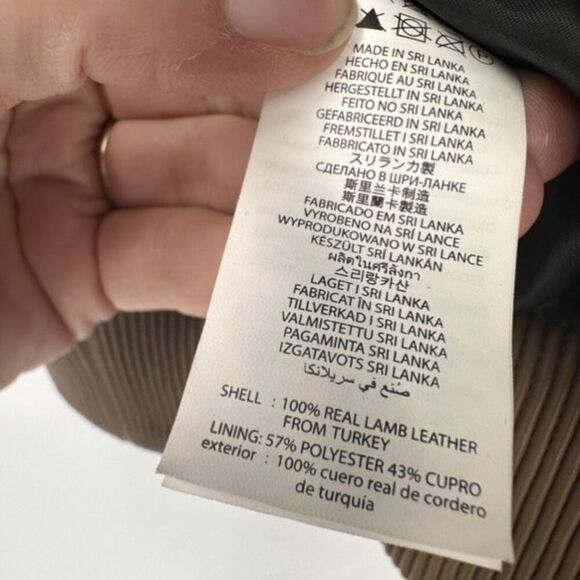 MADE IN SRI LANKA
HECHO EN SRI LANKA
FABRIQUÉ AU SRI LANKA
HERGESTELLT IN SRI LANKA
FEITO NO SRI LANKA
GEFABRICEERD IN SRI LANKA
FREMSTILLET I SRI LANKA
FABBRICATO IN SRI LANKA
スリランカ製
СДЕЛАНО В ШРИ-ЛАНКЕ
斯里兰卡制造
斯里蘭卡製造
FABRICADO EM SRI LANKA
VYROBENO NA SRÍ LANCE
WYPRODUKOWANO W SRI LANCE
KÉSZÜLT SRÍ LANKÁN
ผลิตในศรีลังกา
스리랑카산
LAGET I SRI LANKA
FABRICAT ÎN SRI LANKA
TILLVERKAD I SRI LANKA
VALMISTETTU SRI LANKA
PAGAMINTA SRI LANKA
IZGATAVOTS SRI LANKA
صُنع في سريلانكا
SHELL : 100% REAL LAMB LEATHER
FROM TURKEY
LINING: 57% POLYESTER 43% CUPRO
exterior : 100% cuero real de cordero
de turquía